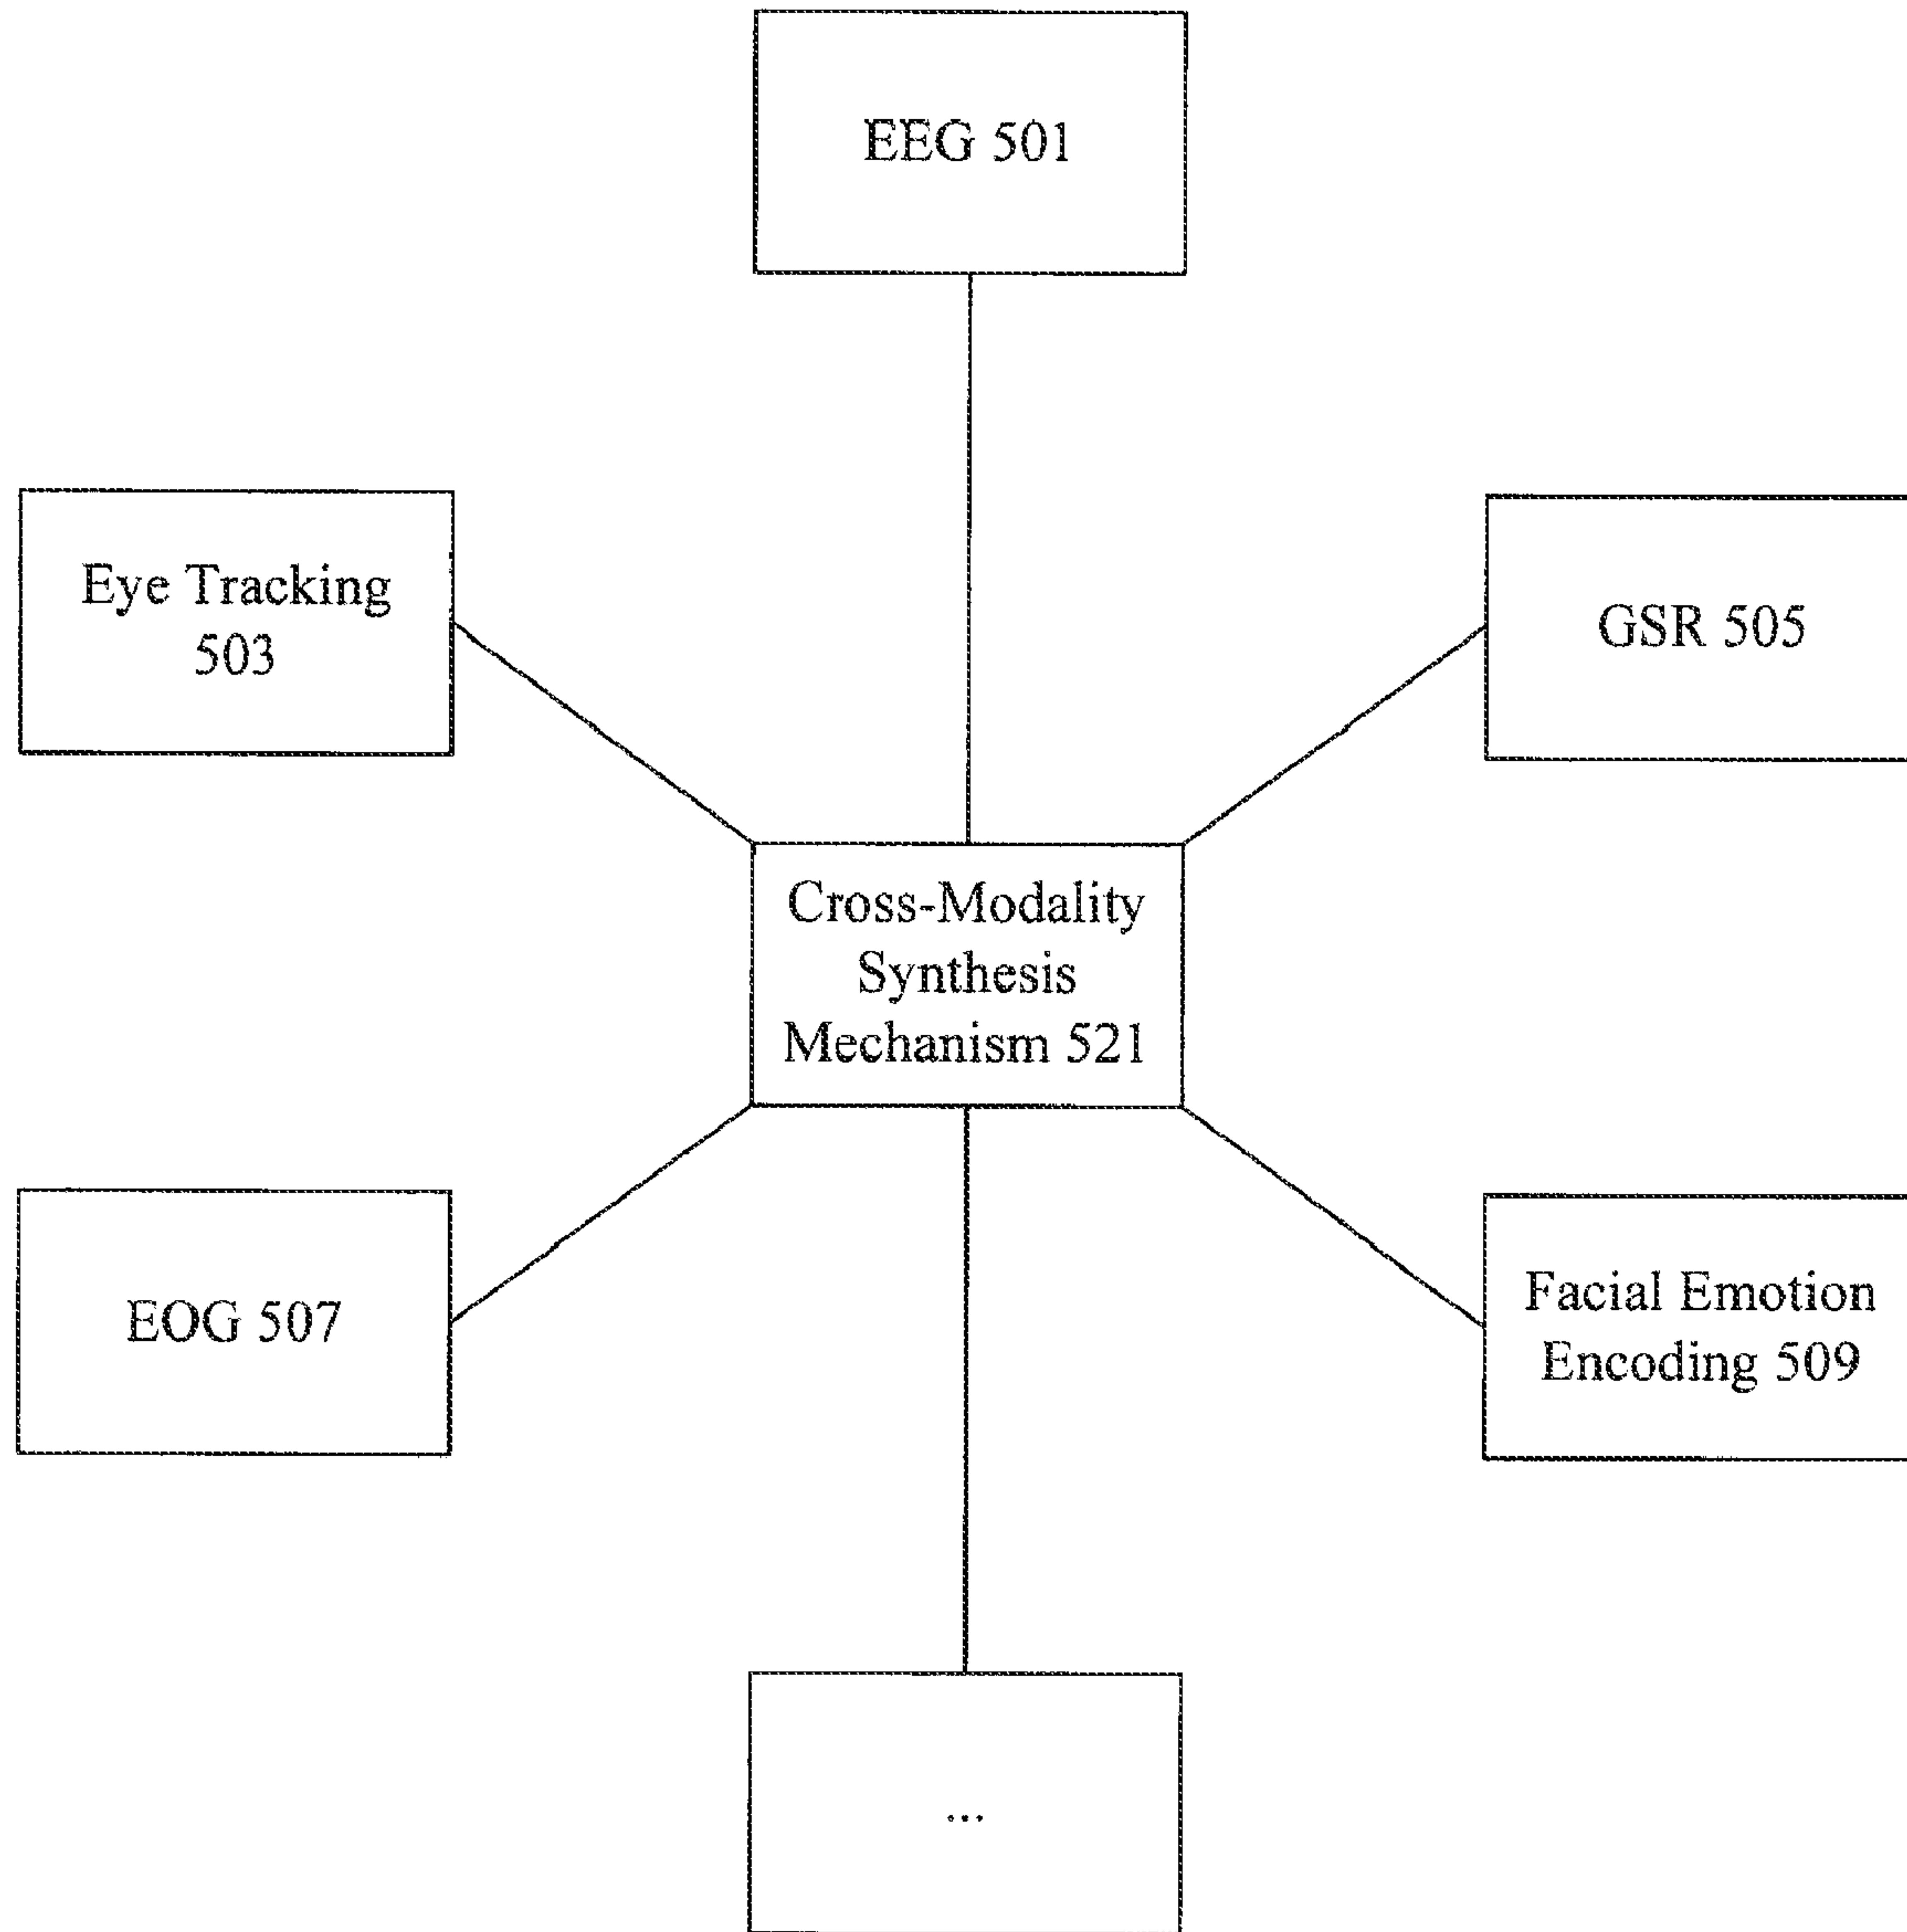 EEG 501
Eye Tracking
503
GSR 505
Cross-Modality
Synthesis
Mechanism 521
EOG 507
Facial Emotion
Encoding 509
...